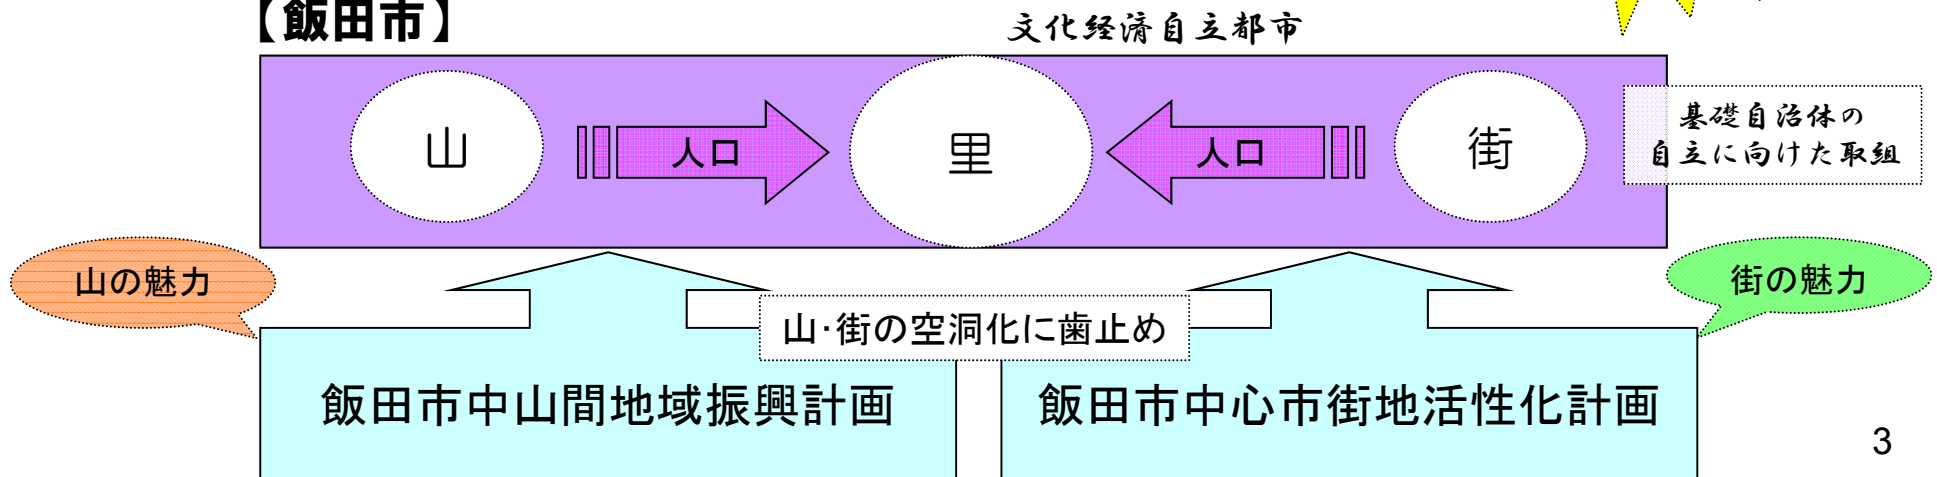 【飯田市】
文化経済自立都市
山
人口
里
人口
街
基礎自治体の
自立に向けた取組
山の魅力
街の魅力
山・街の空洞化に歯止め
飯田市中山間地域振興計画
飯田市中心市街地活性化計画
3